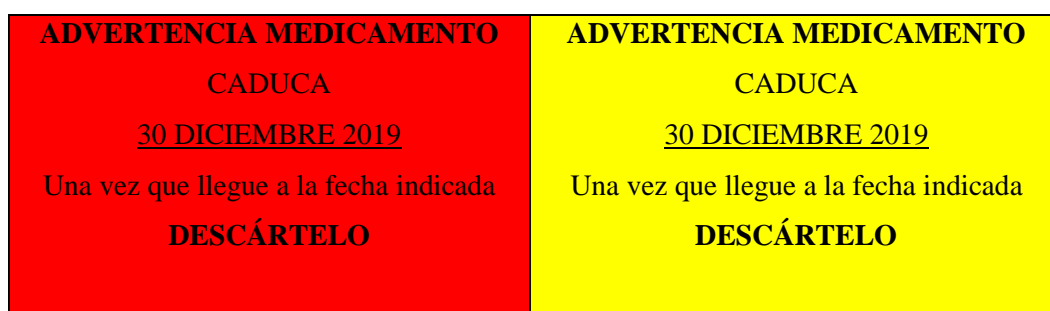 ADVERTENCIA MEDICAMENTO
CADUCA
30 DICIEMBRE 2019
Una vez que llegue a la fecha indicada
DESCÁRTELO
ADVERTENCIA MEDICAMENTO
CADUCA
30 DICIEMBRE 2019
Una vez que llegue a la fecha indicada
DESCÁRTELO